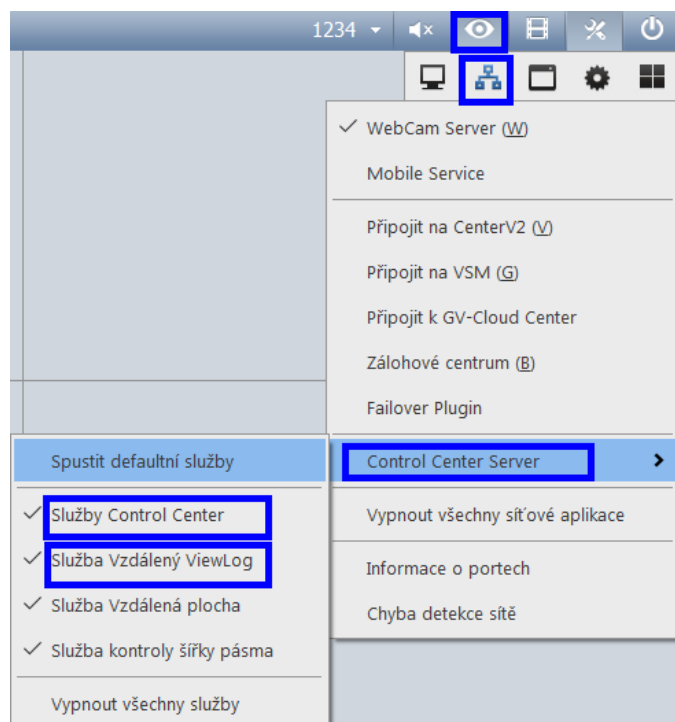 1234
WebCam Server (W)
Mobile Service
Připojit na CenterV2 (V)
Připojit na VSM (G)
Připojit k GV-Cloud Center
Zálohové centrum (B)
Failover Plugin
Control Center Server
Vypnout všechny síťové aplikace
Informace o portech
Chyba detekce sítě
Spustit defaultní služby
Služby Control Center
Služba Vzdálený ViewLog
Služba Vzdálená plocha
Služba kontroly šířky pásma
Vypnout všechny služby